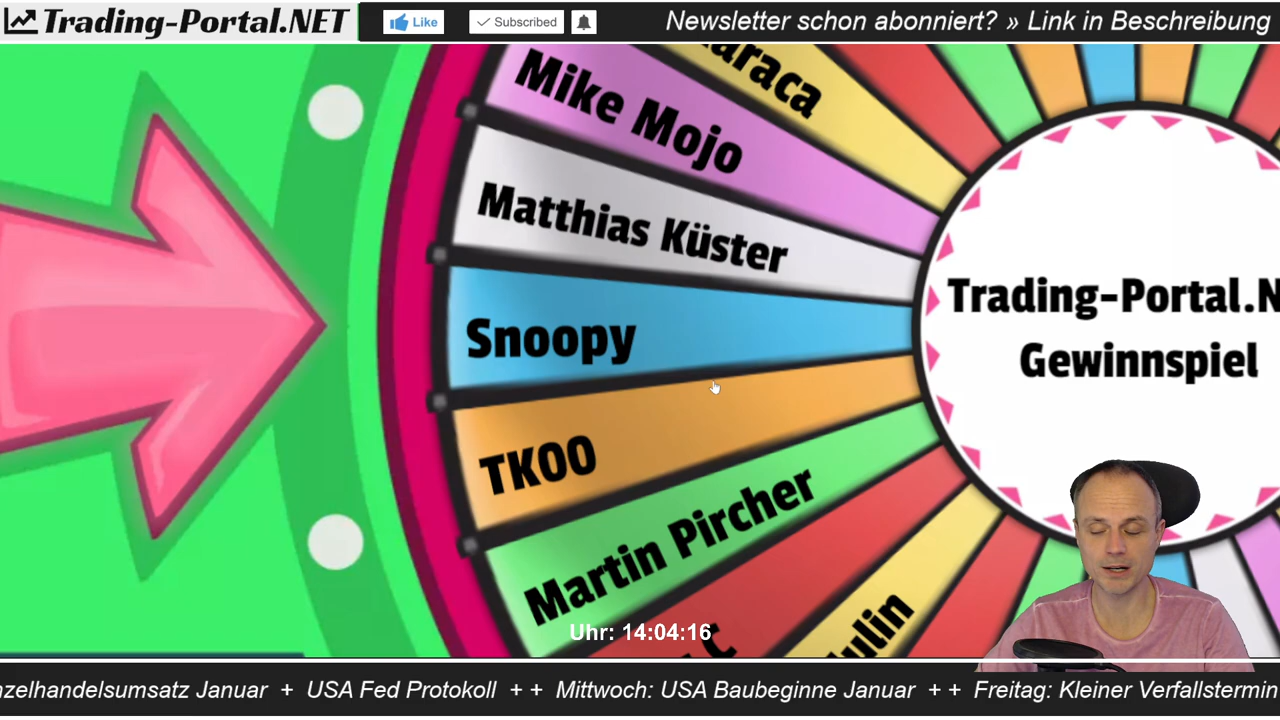 Trading-Portal.NET
Like
Subscribed
Newsletter schon abonniert? » Link in Beschreibung
Mike Mojo
Matthias Küster
Snoopy
TKOO
Martin Pircher
Trading-Portal.N
Gewinnspiel
Uhr: 14:04:16
nzelhandelsumsatz Januar + USA Fed Protokoll + + Mittwoch: USA Baubeginne Januar + + Freitag: Kleiner Verfallstermin